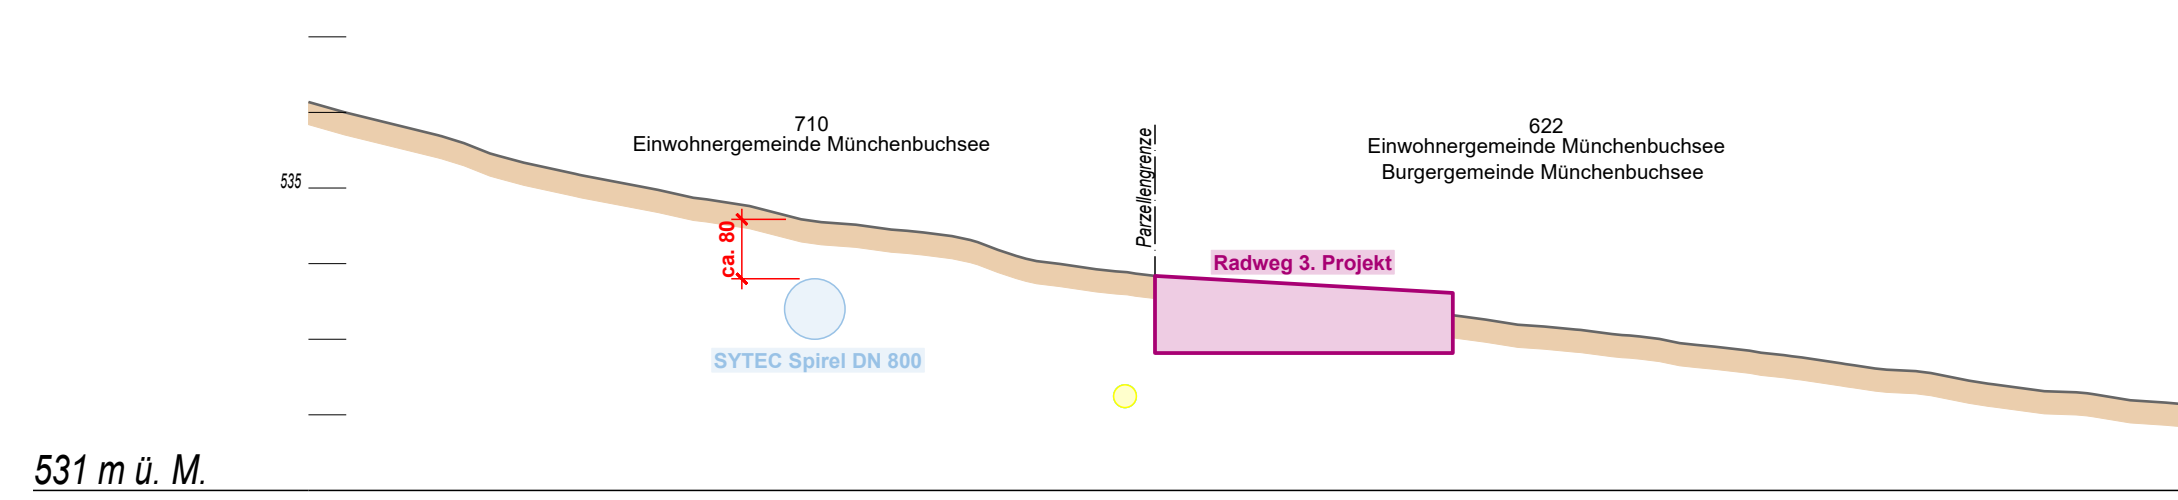 710
Einwohnergemeinde Münchenbuchsee
622
Einwohnergemeinde Münchenbuchsee
Burgergemeinde Münchenbuchsee
Parzellengrenze
535
ca. 80
Radweg 3. Projekt
SYTEC Spirel DN 800
531 m ü. M.